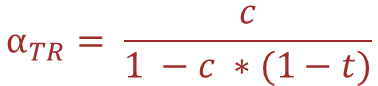 α_TR = c / (1 − c * (1 − t))